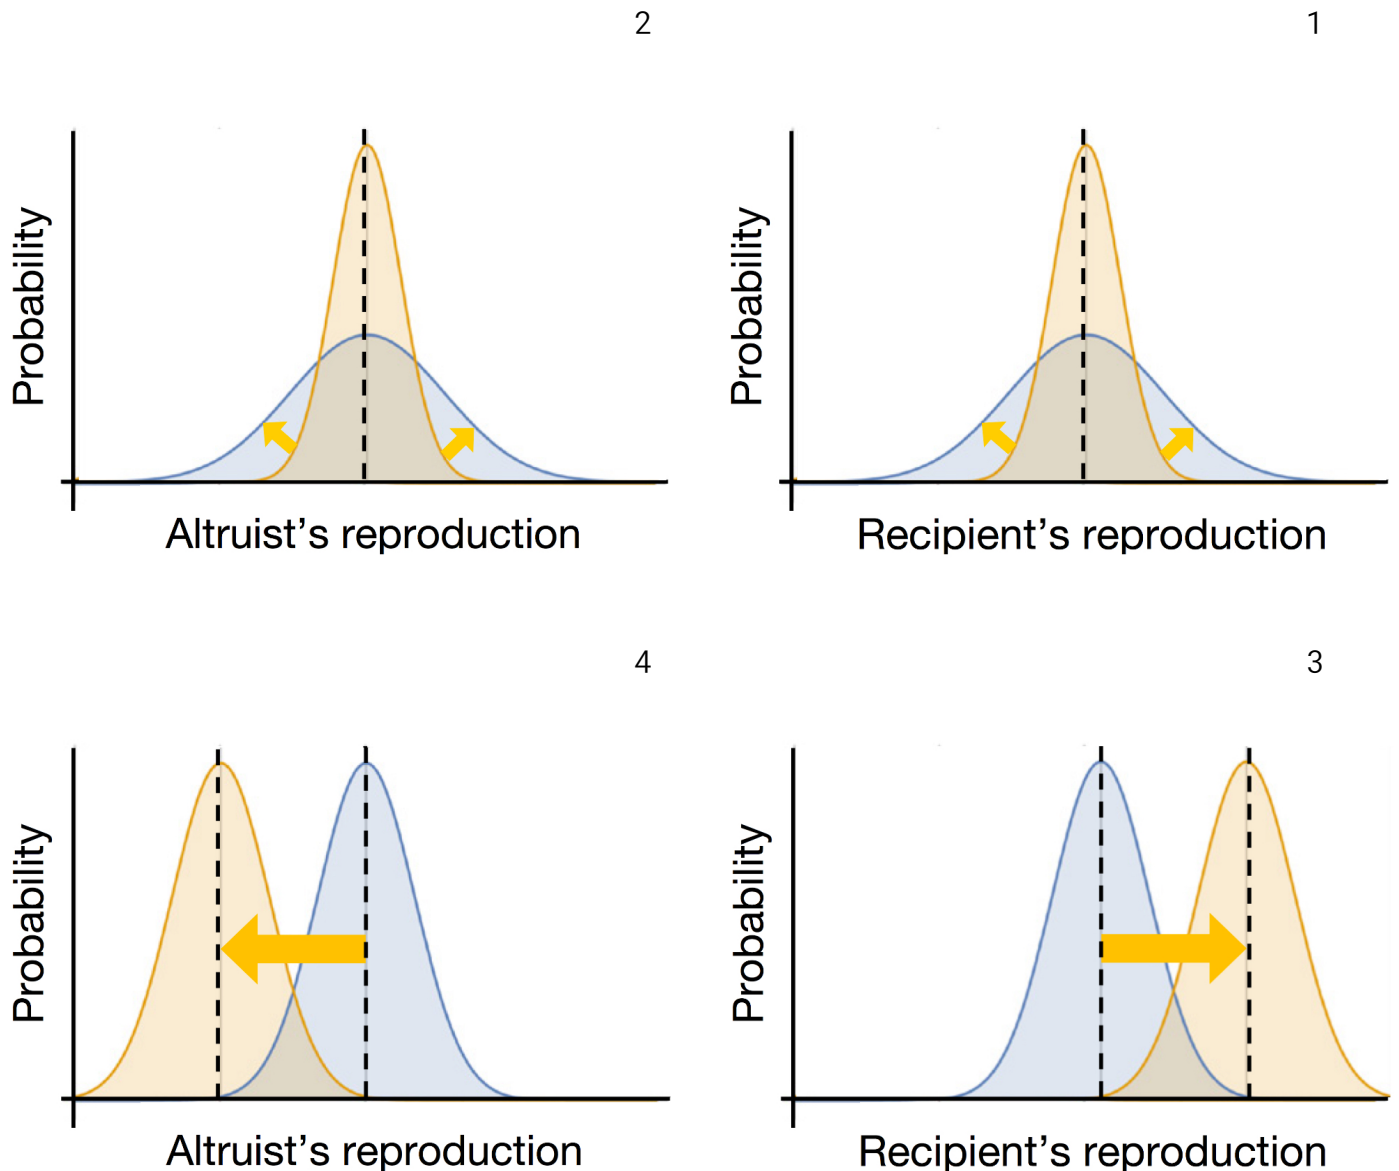 2
1
Probability
Altruist’s reproduction
Probability
Recipient’s reproduction
4
3
Probability
Altruist’s reproduction
Probability
Recipient’s reproduction